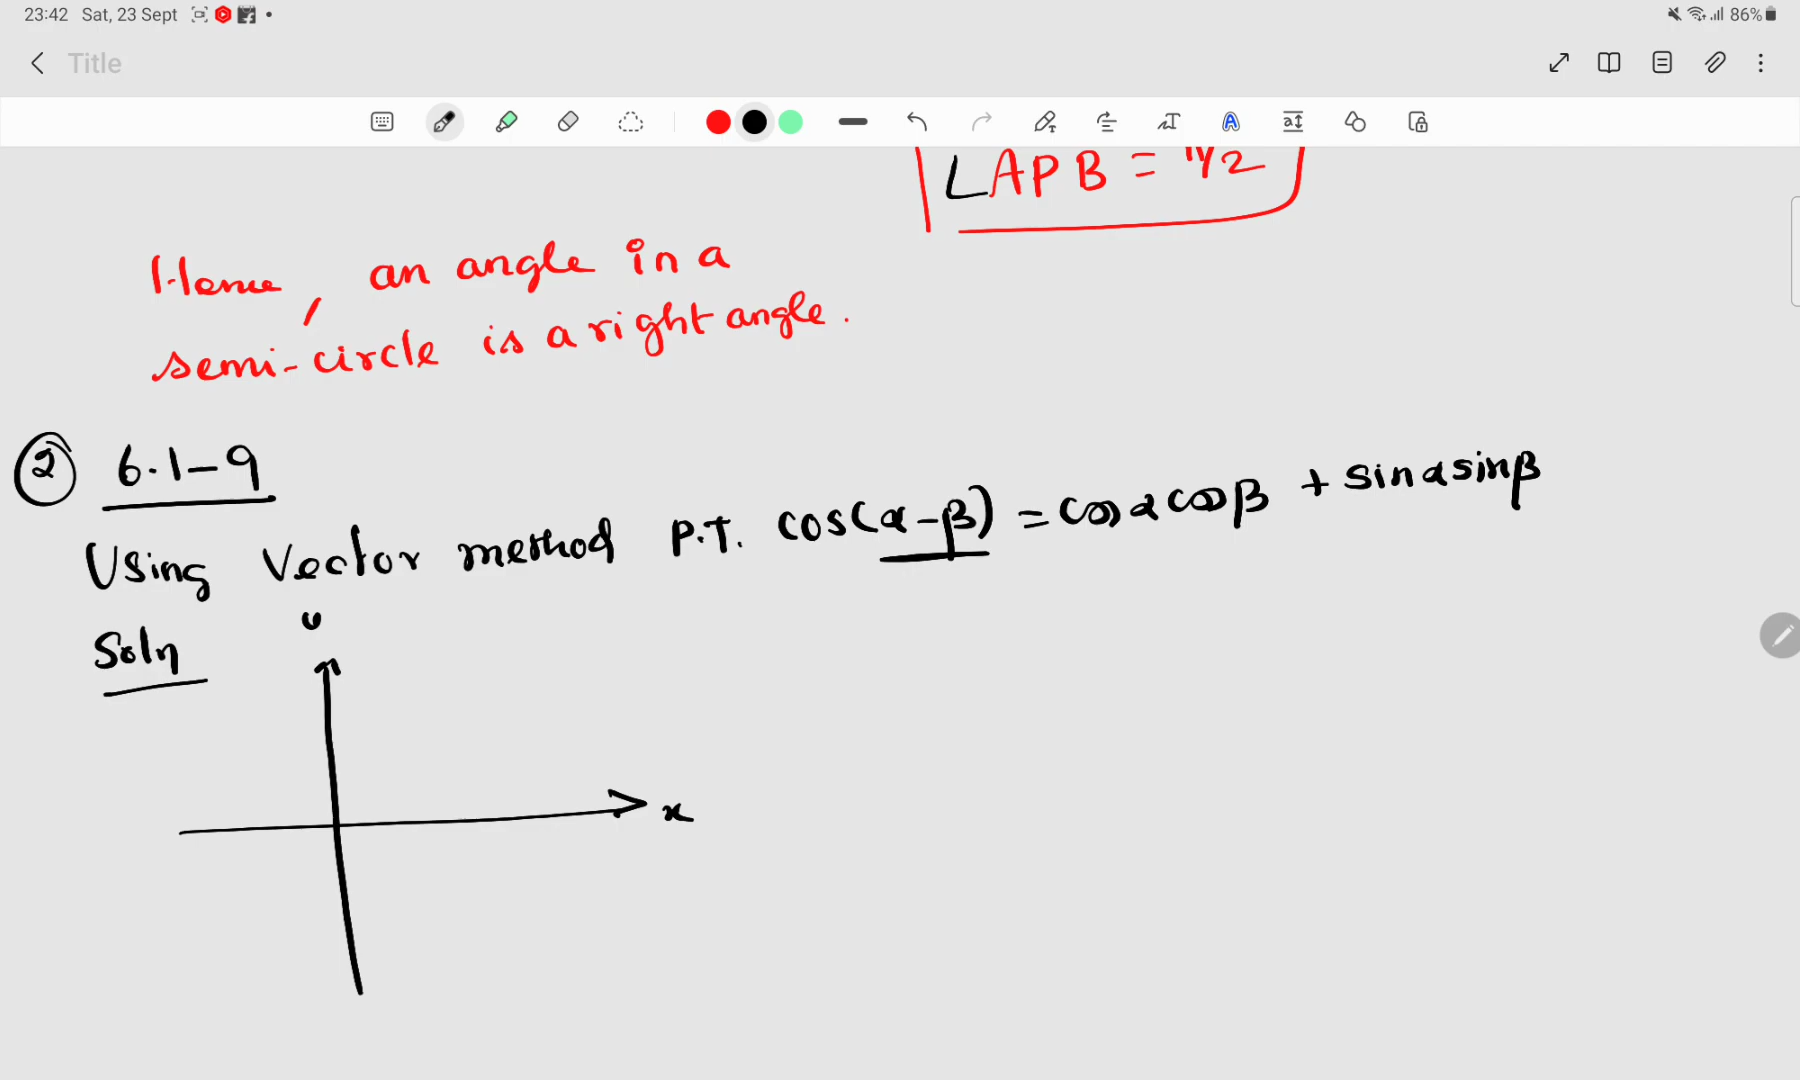 23:42 Sat, 23 Sept
86%
Title
∠APB = π/2
Hence, an angle in a
semi-circle is a right angle.
② 6.1-9
Using Vector method P.T. cos(α-β) = cosα cosβ + sinα sinβ
Soln
x